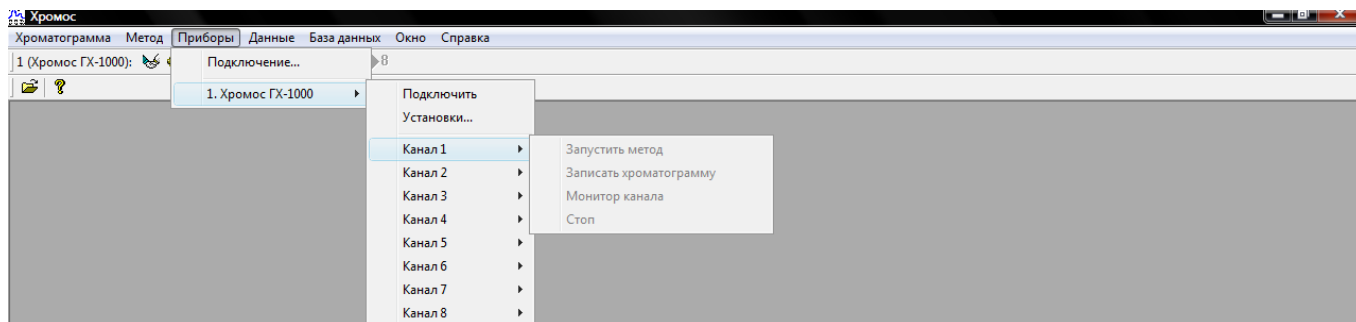 Хромос
Хроматограмма Метод Приборы Данные База данных Окно Справка
1 (Хромос ГХ-1000): 8
Подключение...
1. Хромос ГХ-1000
Подключить
Установки...
Канал 1
Запустить метод
Канал 2
Записать хроматограмму
Канал 3
Монитор канала
Канал 4
Стоп
Канал 5
Канал 6
Канал 7
Канал 8